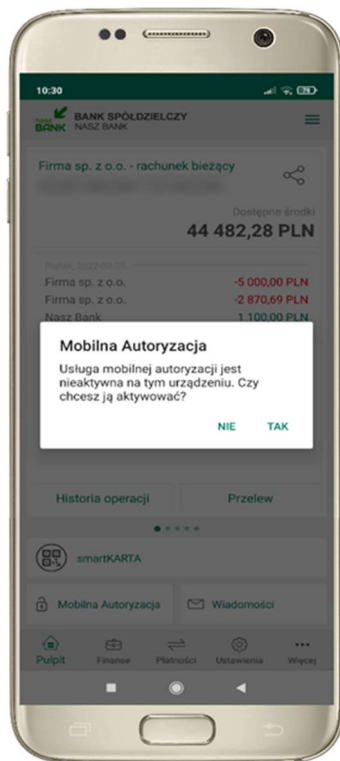 10:30
79
NASZ BANK
BANK SPÓŁDZIELCZY
NASZ BANK
Firma sp. z o.o. - rachunek bieżący
Dostępne środki
44 482,28 PLN
Firma sp. z o.o. -5 000,00 PLN
Firma sp. z o.o. -2 870,69 PLN
Nasz Bank 1 100,00 PLN
Mobilna Autoryzacja
Usługa mobilnej autoryzacji jest
nieaktywna na tym urządzeniu. Czy
chcesz ją aktywować?
NIE TAK
Historia operacji Przelew
smartKARTA
Mobilna Autoryzacja Wiadomości
Pulpit Finanse Płatności Ustawienia Więcej